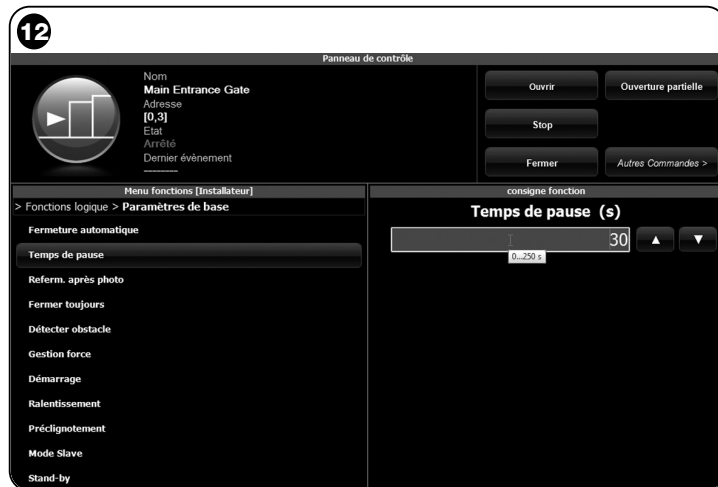 12
Panneau de contrôle
Nom
Main Entrance Gate
Adresse
[0,3]
Etat
Arrêté
Dernier évènement
--------
Ouvrir
Ouverture partielle
Stop
Fermer
Autres Commandes >
Menu fonctions [Installateur]
> Fonctions logique > Paramètres de base
Fermeture automatique
Temps de pause
Referm. après photo
Fermer toujours
Détecter obstacle
Gestion force
Démarrage
Ralentissement
Préclignotement
Mode Slave
Stand-by
consigne fonction
Temps de pause (s)
30
0...250 s